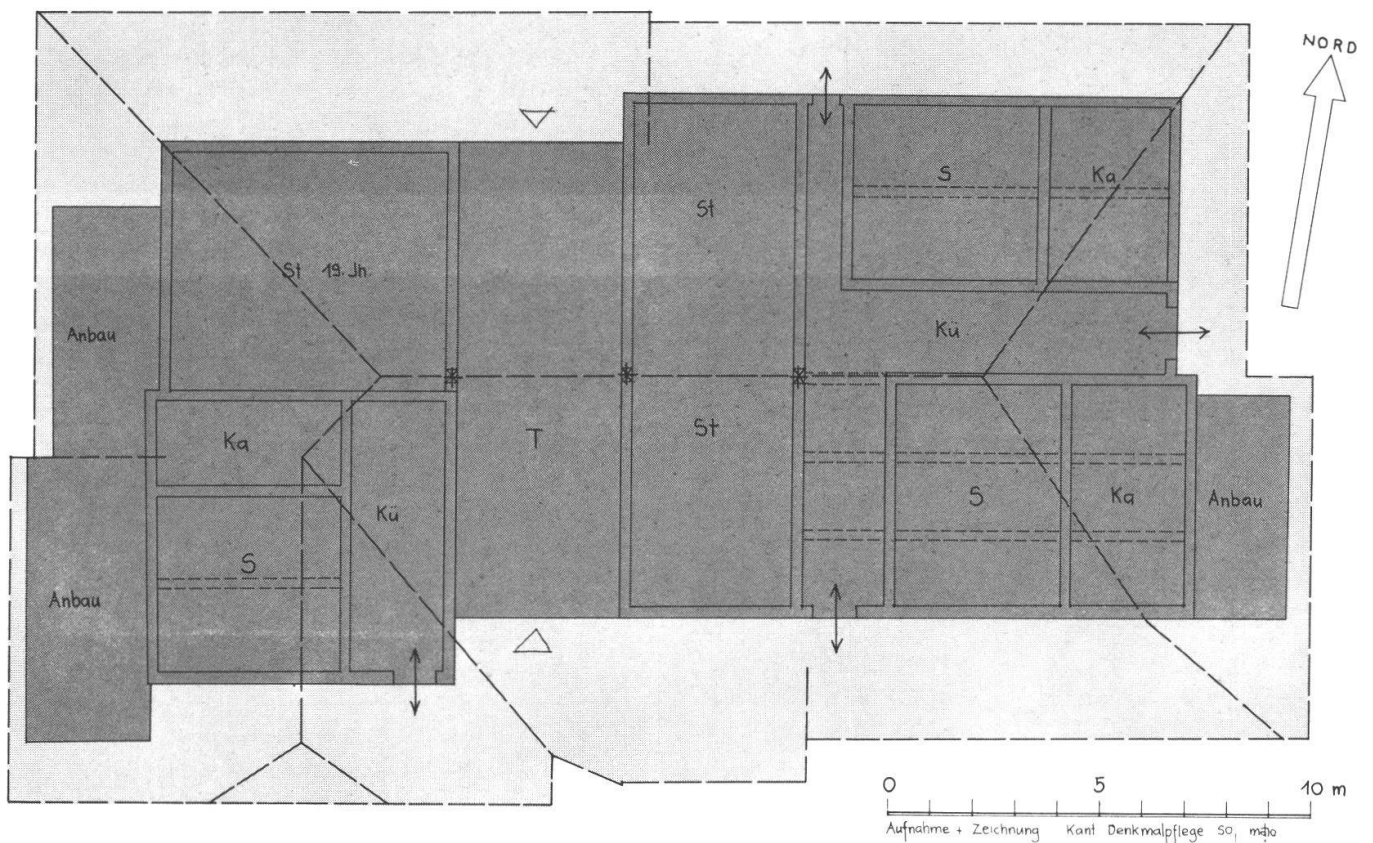 NORD
S
Ka
St
St 19. Jh.
Anbau
Kü
Ka
T
St
Kü
S
Ka
Anbau
S
Anbau
0 5 10 m
Aufnahme + Zeichnung Kant Denkmalpflege SO,